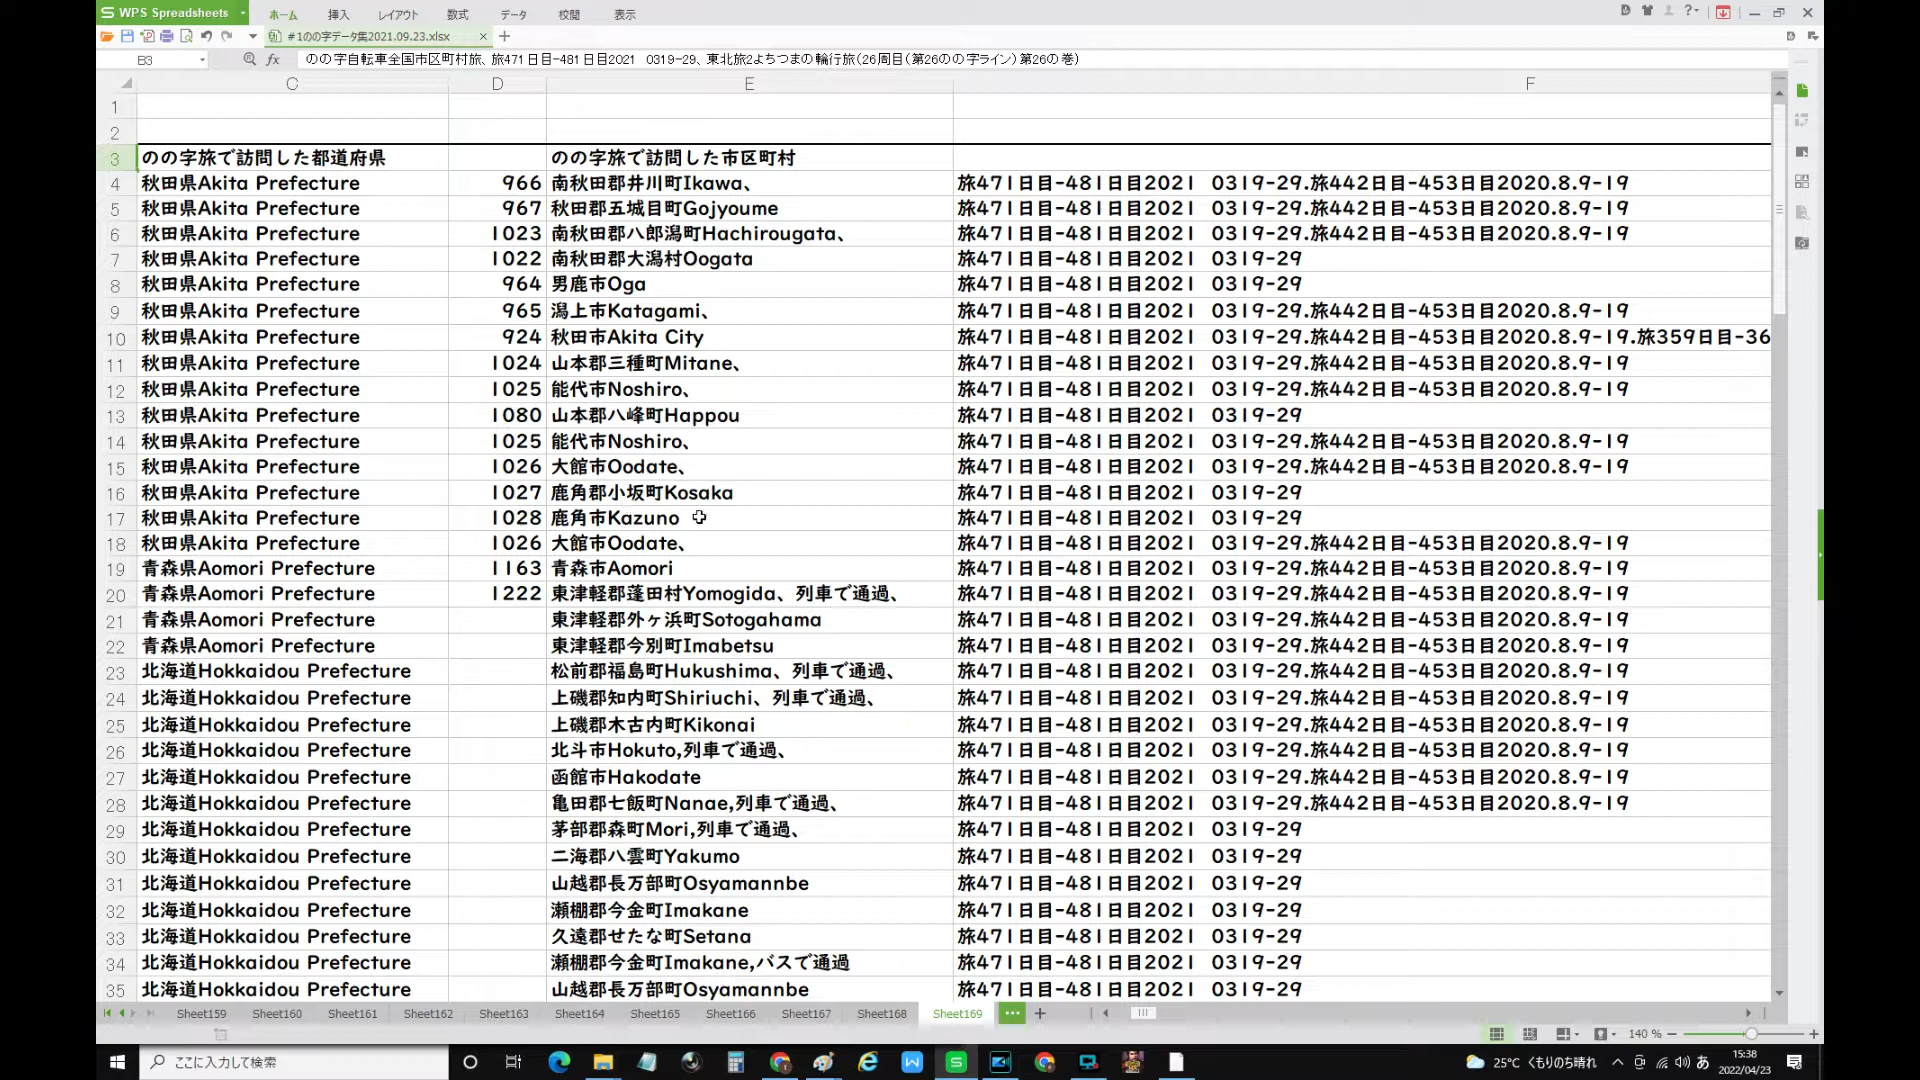 WPS Spreadsheets
ホーム 挿入 レイアウト 数式 データ 校閲 表示
#1のの字データ集2021.09.23.xlsx
B3 fx のの字自転車全国市区町村旅、旅471日目-481日目2021 0319-29、東北旅2よちつまの輪行旅(26周目(第26のの字ライン)第26の巻)
C D E F
1
2
3 のの字旅で訪問した都道府県 のの字旅で訪問した市区町村
4 秋田県Akita Prefecture 966 南秋田郡井川町Ikawa、 旅471日目-481日目2021 0319-29.旅442日目-453日目2020.8.9-19
5 秋田県Akita Prefecture 967 秋田郡五城目町Gojyoume 旅471日目-481日目2021 0319-29.旅442日目-453日目2020.8.9-19
6 秋田県Akita Prefecture 1023 南秋田郡八郎潟町Hachirougata、 旅471日目-481日目2021 0319-29.旅442日目-453日目2020.8.9-19
7 秋田県Akita Prefecture 1022 南秋田郡大潟村Oogata 旅471日目-481日目2021 0319-29
8 秋田県Akita Prefecture 964 男鹿市Oga 旅471日目-481日目2021 0319-29
9 秋田県Akita Prefecture 965 潟上市Katagami、 旅471日目-481日目2021 0319-29.旅442日目-453日目2020.8.9-19
10 秋田県Akita Prefecture 924 秋田市Akita City 旅471日目-481日目2021 0319-29.旅442日目-453日目2020.8.9-19.旅359日目-36
11 秋田県Akita Prefecture 1024 山本郡三種町Mitane、 旅471日目-481日目2021 0319-29.旅442日目-453日目2020.8.9-19
12 秋田県Akita Prefecture 1025 能代市Noshiro、 旅471日目-481日目2021 0319-29.旅442日目-453日目2020.8.9-19
13 秋田県Akita Prefecture 1080 山本郡八峰町Happou 旅471日目-481日目2021 0319-29
14 秋田県Akita Prefecture 1025 能代市Noshiro、 旅471日目-481日目2021 0319-29.旅442日目-453日目2020.8.9-19
15 秋田県Akita Prefecture 1026 大館市Oodate、 旅471日目-481日目2021 0319-29.旅442日目-453日目2020.8.9-19
16 秋田県Akita Prefecture 1027 鹿角郡小坂町Kosaka 旅471日目-481日目2021 0319-29
17 秋田県Akita Prefecture 1028 鹿角市Kazuno 旅471日目-481日目2021 0319-29
18 秋田県Akita Prefecture 1026 大館市Oodate、 旅471日目-481日目2021 0319-29.旅442日目-453日目2020.8.9-19
19 青森県Aomori Prefecture 1163 青森市Aomori 旅471日目-481日目2021 0319-29.旅442日目-453日目2020.8.9-19
20 青森県Aomori Prefecture 1222 東津軽郡蓬田村Yomogida、列車で通過、 旅471日目-481日目2021 0319-29.旅442日目-453日目2020.8.9-19
21 青森県Aomori Prefecture 東津軽郡外ヶ浜町Sotogahama 旅471日目-481日目2021 0319-29.旅442日目-453日目2020.8.9-19
22 青森県Aomori Prefecture 東津軽郡今別町Imabetsu 旅471日目-481日目2021 0319-29.旅442日目-453日目2020.8.9-19
23 北海道Hokkaidou Prefecture 松前郡福島町Hukushima、列車で通過、 旅471日目-481日目2021 0319-29.旅442日目-453日目2020.8.9-19
24 北海道Hokkaidou Prefecture 上磯郡知内町Shiriuchi、列車で通過、 旅471日目-481日目2021 0319-29.旅442日目-453日目2020.8.9-19
25 北海道Hokkaidou Prefecture 上磯郡木古内町Kikonai 旅471日目-481日目2021 0319-29.旅442日目-453日目2020.8.9-19
26 北海道Hokkaidou Prefecture 北斗市Hokuto,列車で通過、 旅471日目-481日目2021 0319-29.旅442日目-453日目2020.8.9-19
27 北海道Hokkaidou Prefecture 函館市Hakodate 旅471日目-481日目2021 0319-29.旅442日目-453日目2020.8.9-19
28 北海道Hokkaidou Prefecture 亀田郡七飯町Nanae,列車で通過、 旅471日目-481日目2021 0319-29.旅442日目-453日目2020.8.9-19
29 北海道Hokkaidou Prefecture 茅部郡森町Mori,列車で通過、 旅471日目-481日目2021 0319-29
30 北海道Hokkaidou Prefecture 二海郡八雲町Yakumo 旅471日目-481日目2021 0319-29
31 北海道Hokkaidou Prefecture 山越郡長万部町Osyamannbe 旅471日目-481日目2021 0319-29
32 北海道Hokkaidou Prefecture 瀬棚郡今金町Imakane 旅471日目-481日目2021 0319-29
33 北海道Hokkaidou Prefecture 久遠郡せたな町Setana 旅471日目-481日目2021 0319-29
34 北海道Hokkaidou Prefecture 瀬棚郡今金町Imakane,バスで通過 旅471日目-481日目2021 0319-29
35 北海道Hokkaidou Prefecture 山越郡長万部町Osyamannbe 旅471日目-481日目2021 0319-29
Sheet159 Sheet160 Sheet161 Sheet162 Sheet163 Sheet164 Sheet165 Sheet166 Sheet167 Sheet168 Sheet169
140 %
ここに入力して検索
25°C くもりのち晴れ あ 15:38
2022/04/23